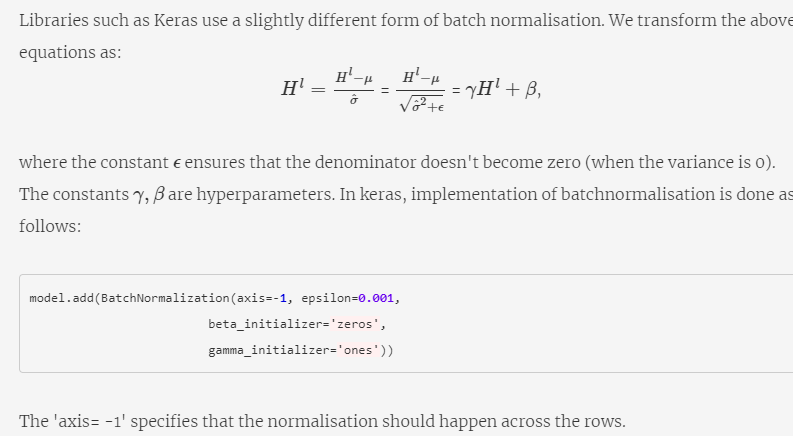 Libraries such as Keras use a slightly different form of batch normalisation. We transform the above
equations as:
H^l = (H^l−μ)/σ̂ = (H^l−μ)/√(σ̂²+ϵ) = γH^l + β,
where the constant ϵ ensures that the denominator doesn't become zero (when the variance is 0).
The constants γ, β are hyperparameters. In keras, implementation of batchnormalisation is done as
follows:
model.add(BatchNormalization(axis=-1, epsilon=0.001,
beta_initializer='zeros',
gamma_initializer='ones'))
The 'axis= -1' specifies that the normalisation should happen across the rows.